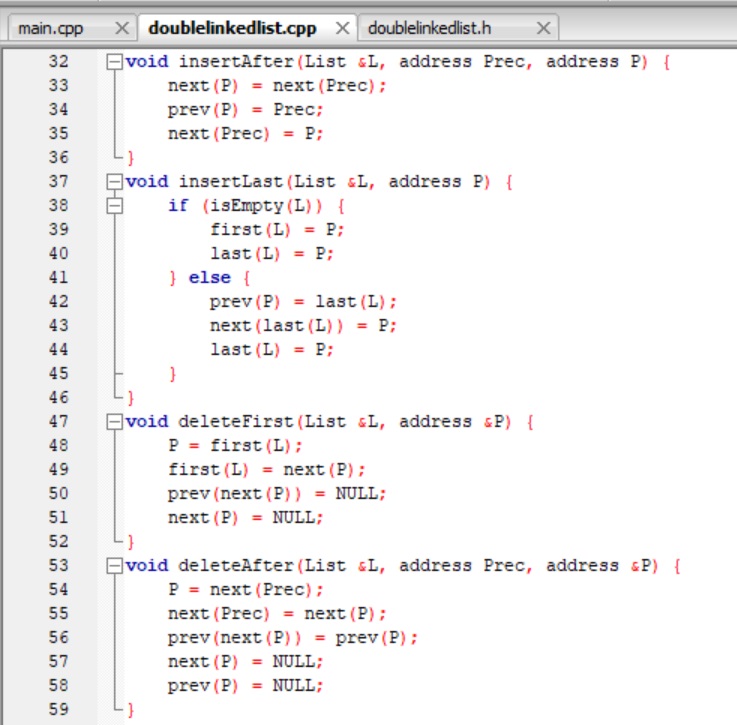 main.cpp doublelinkedlist.cpp doublelinkedlist.h
32 void insertAfter(List &L, address Prec, address P) {
33 next(P) = next(Prec);
34 prev(P) = Prec;
35 next(Prec) = P;
36 }
37 void insertLast(List &L, address P) {
38 if (isEmpty(L)) {
39 first(L) = P;
40 last(L) = P;
41 } else {
42 prev(P) = last(L);
43 next(last(L)) = P;
44 last(L) = P;
45 }
46 }
47 void deleteFirst(List &L, address &P) {
48 P = first(L);
49 first(L) = next(P);
50 prev(next(P)) = NULL;
51 next(P) = NULL;
52 }
53 void deleteAfter(List &L, address Prec, address &P) {
54 P = next(Prec);
55 next(Prec) = next(P);
56 prev(next(P)) = prev(P);
57 next(P) = NULL;
58 prev(P) = NULL;
59 }